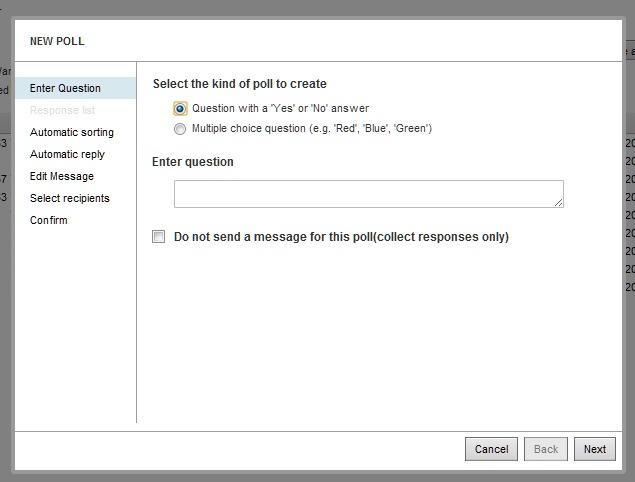 NEW POLL
Enter Question
Response list
Automatic sorting
Automatic reply
Edit Message
Select recipients
Confirm
Select the kind of poll to create
Question with a 'Yes' or 'No' answer
Multiple choice question (e.g. 'Red', 'Blue', 'Green')
Enter question
Do not send a message for this poll(collect responses only)
Cancel
Back
Next